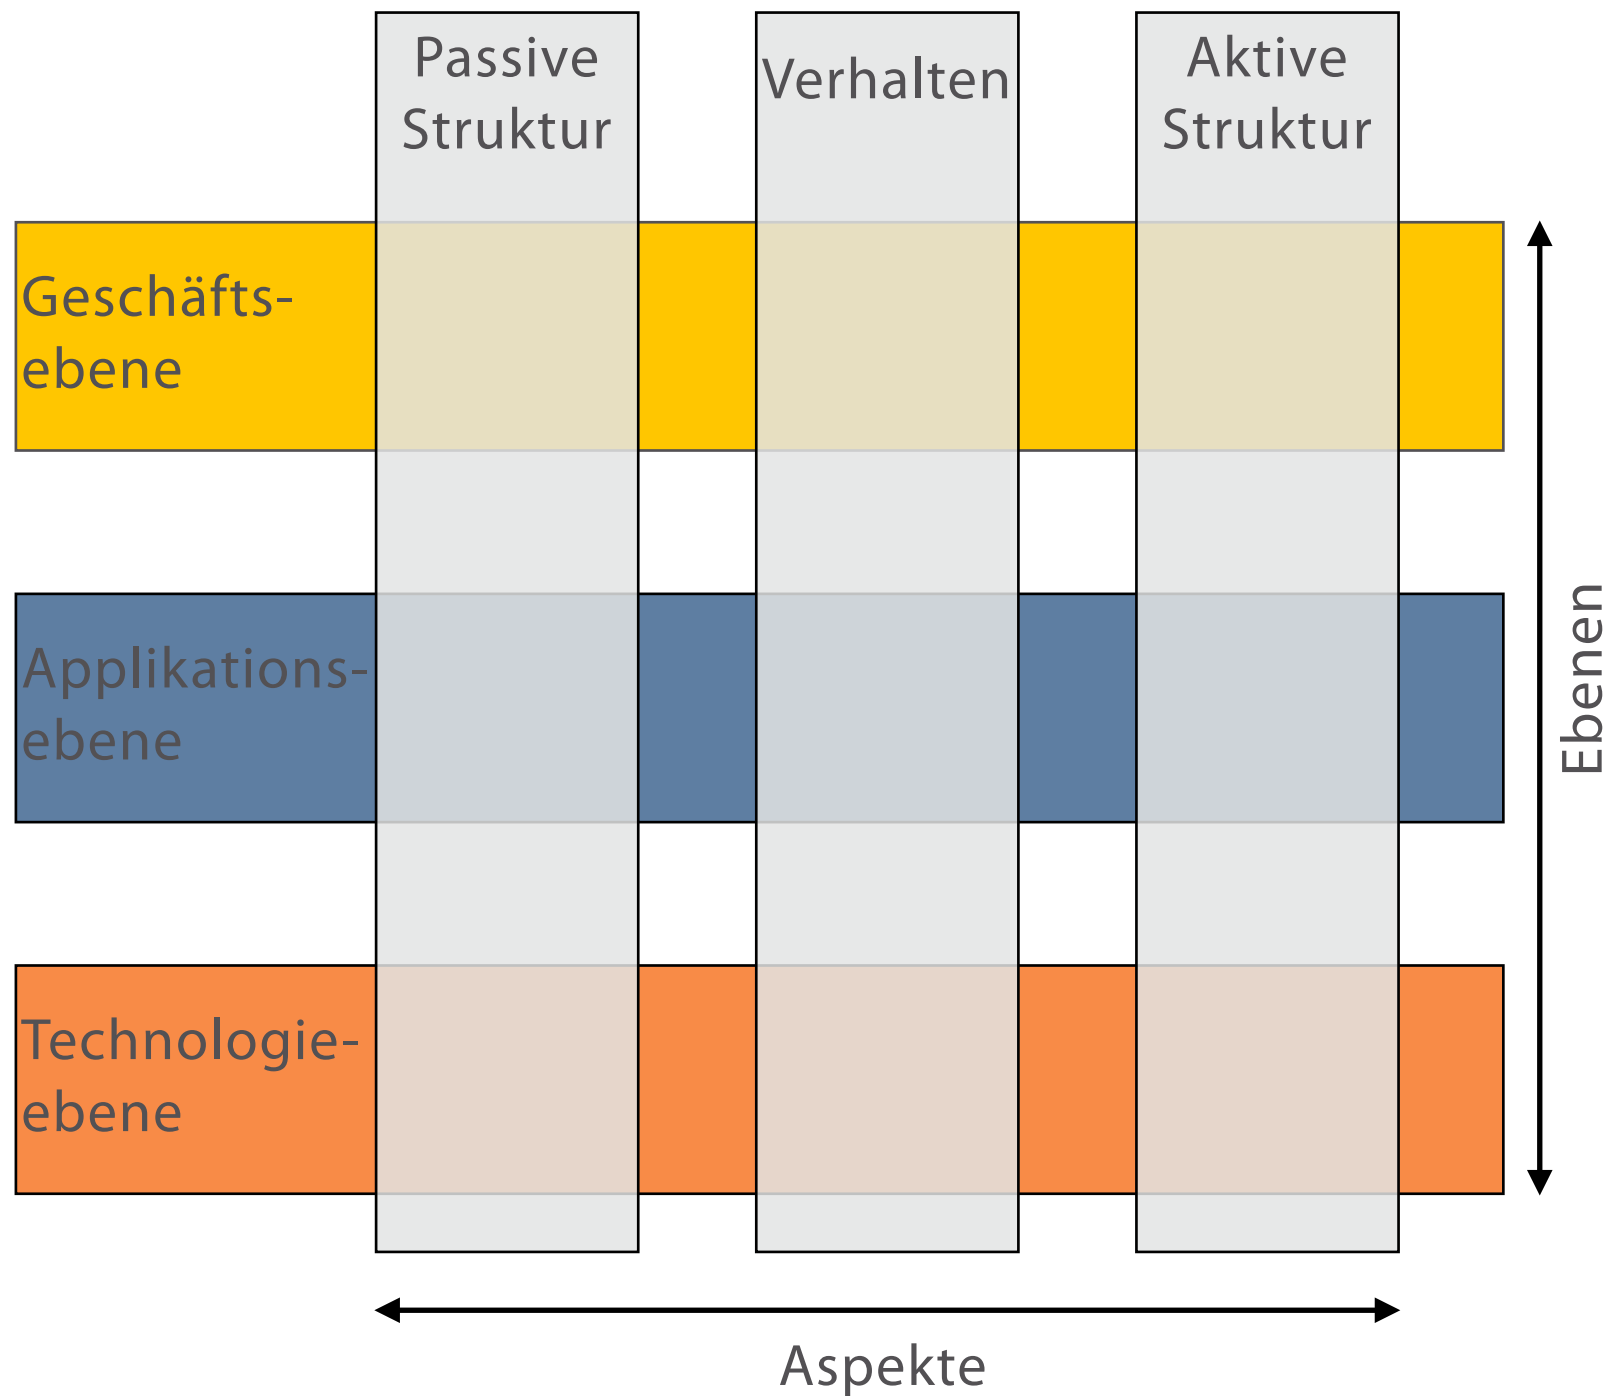 Passive
Struktur
Verhalten
Aktive
Struktur
Geschäfts-
ebene
Applikations-
ebene
Technologie-
ebene
Ebenen
Aspekte